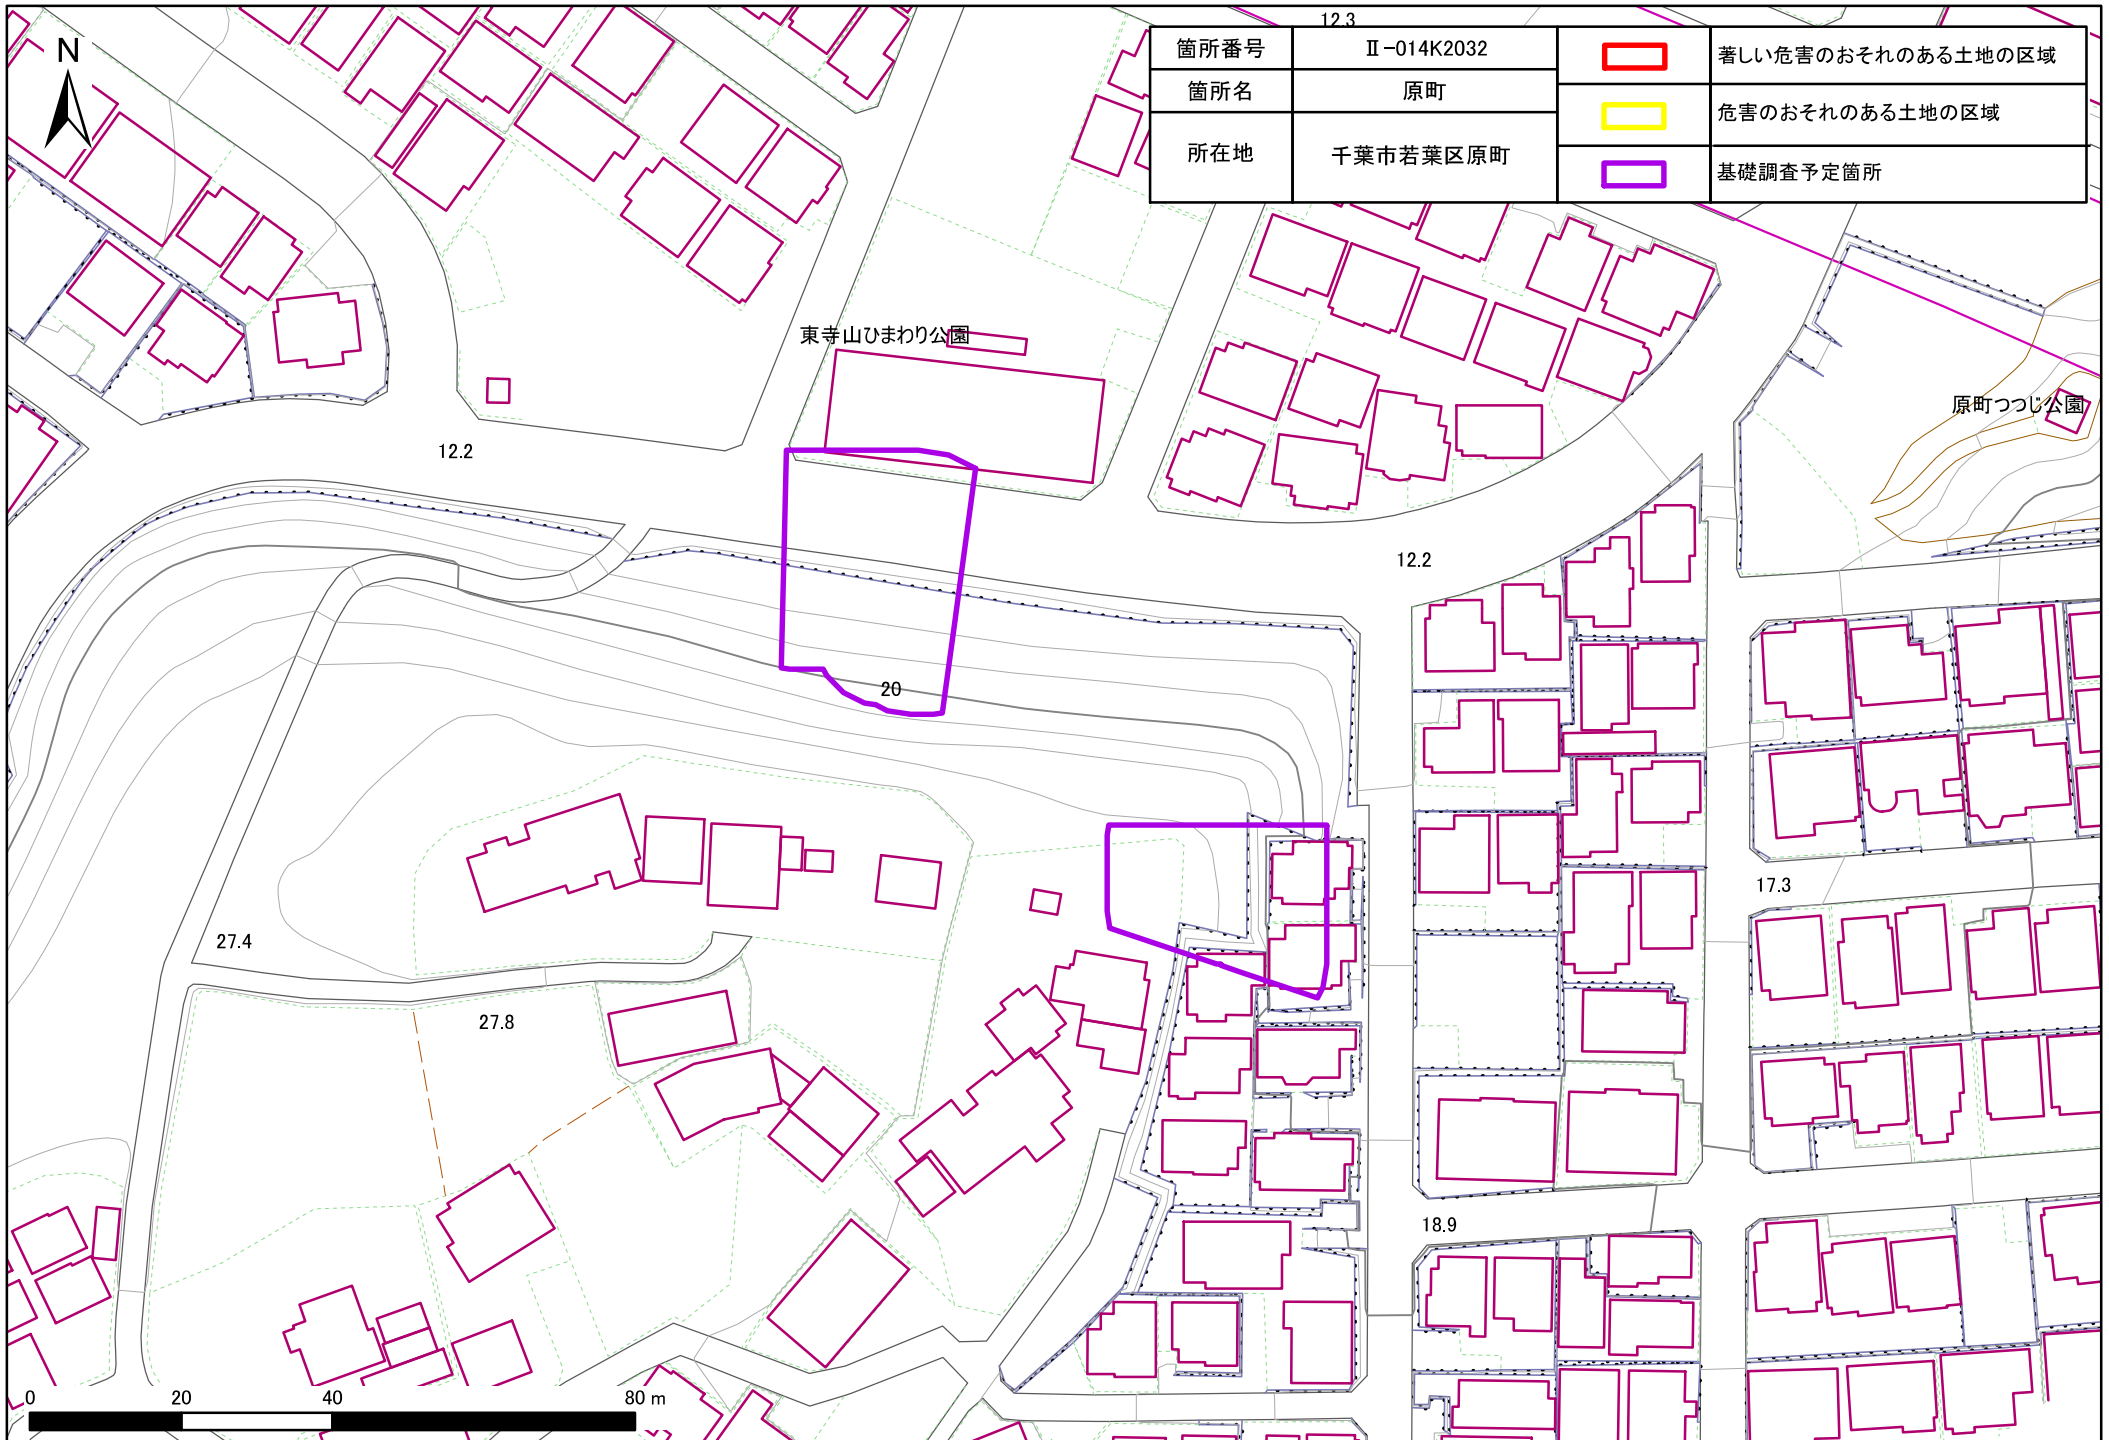 12.3
箇所番号 Ⅱ-014K2032 著しい危害のおそれのある土地の区域
箇所名 原町 危害のおそれのある土地の区域
所在地 千葉市若葉区原町 基礎調査予定箇所
N
東寺山ひまわり公園
原町つつじ公園
12.2
12.2
20
17.3
27.4
27.8
18.9
0 20 40 80 m